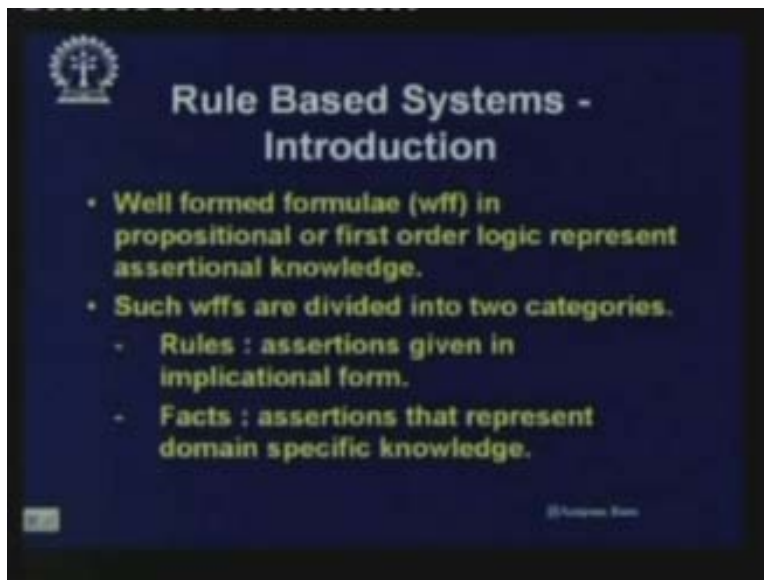 Rule Based Systems -
Introduction
• Well formed formulae (wff) in
propositional or first order logic represent
assertional knowledge.
• Such wffs are divided into two categories.
- Rules : assertions given in
implicational form.
- Facts : assertions that represent
domain specific knowledge.